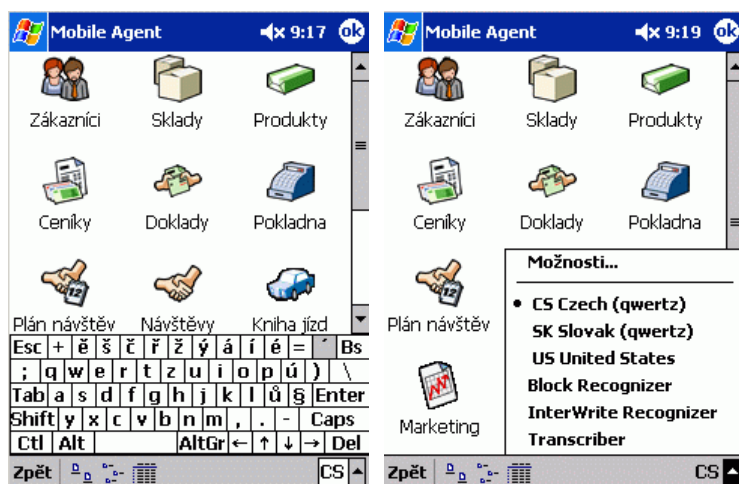 Mobile Agent 9:17 ok
Zákazníci Sklady Produkty
Ceníky Doklady Pokladna
12
Plán návštěv Návštěvy Kniha jízd
Esc + ě š č ř ž ý á í é = ´ Bs
; q w e r t z u i o p ú ) \
Tab a s d f g h j k l ů § Enter
Shift y x c v b n m , . - Caps
Ctl Alt AltGr ← ↑ ↓ → Del
Zpět CS
Mobile Agent 9:19 ok
Zákazníci Sklady Produkty
Ceníky Doklady Pokladna
12
Plán návštěv
Marketing
Možnosti...
• CS Czech (qwertz)
SK Slovak (qwertz)
US United States
Block Recognizer
InterWrite Recognizer
Transcriber
Zpět CS